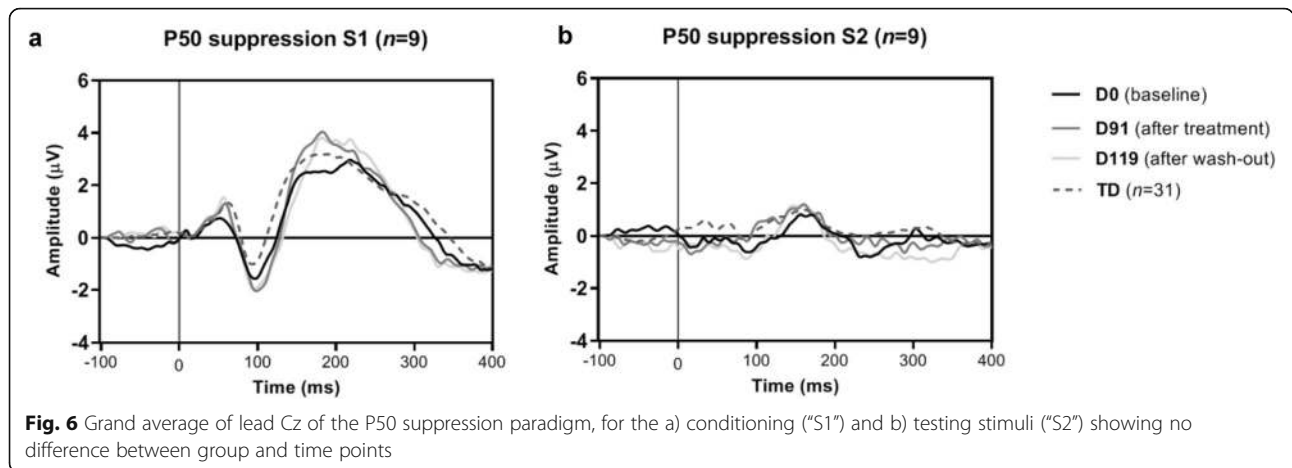 a
P50 suppression S1 (n=9)
6
4
2
0
-2
-4
Amplitude (µV)
-100
0
100
200
300
400
Time (ms)
b
P50 suppression S2 (n=9)
6
4
2
0
-2
-4
Amplitude (µV)
-100
0
100
200
300
400
Time (ms)
D0 (baseline)
D91 (after treatment)
D119 (after wash-out)
TD (n=31)
Fig. 6 Grand average of lead Cz of the P50 suppression paradigm, for the a) conditioning (“S1”) and b) testing stimuli (“S2”) showing no
difference between group and time points